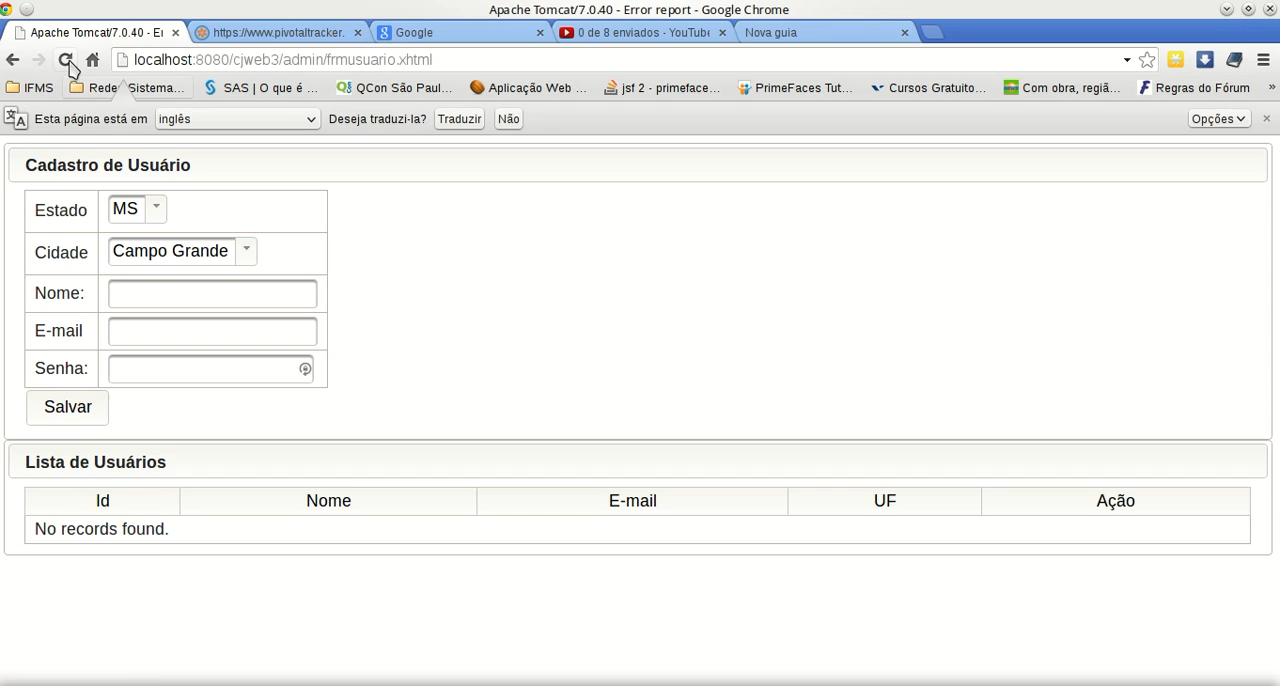 Apache Tomcat/7.0.40 - Error report - Google Chrome
Apache Tomcat/7.0.40 - Er
https://www.pivotaltracker.
Google
0 de 8 enviados - YouTube
Nova guia
localhost:8080/cjweb3/admin/frmusuario.xhtml
IFMS
Rede Sistema...
SAS | O que é
QCon São Pau...
Aplicação Web ...
jsf 2 - primeface...
PrimeFaces Tut...
Cursos Gratuito...
Com obra, regiã...
Regras do Fórum
»
Esta página está em
inglês
Deseja traduzi-la?
Traduzir
Não
Opções
Cadastro de Usuário
Estado
MS
Cidade
Campo Grande
Nome:
E-mail
Senha:
Salvar
Lista de Usuários
Id
Nome
E-mail
UF
Ação
No records found.